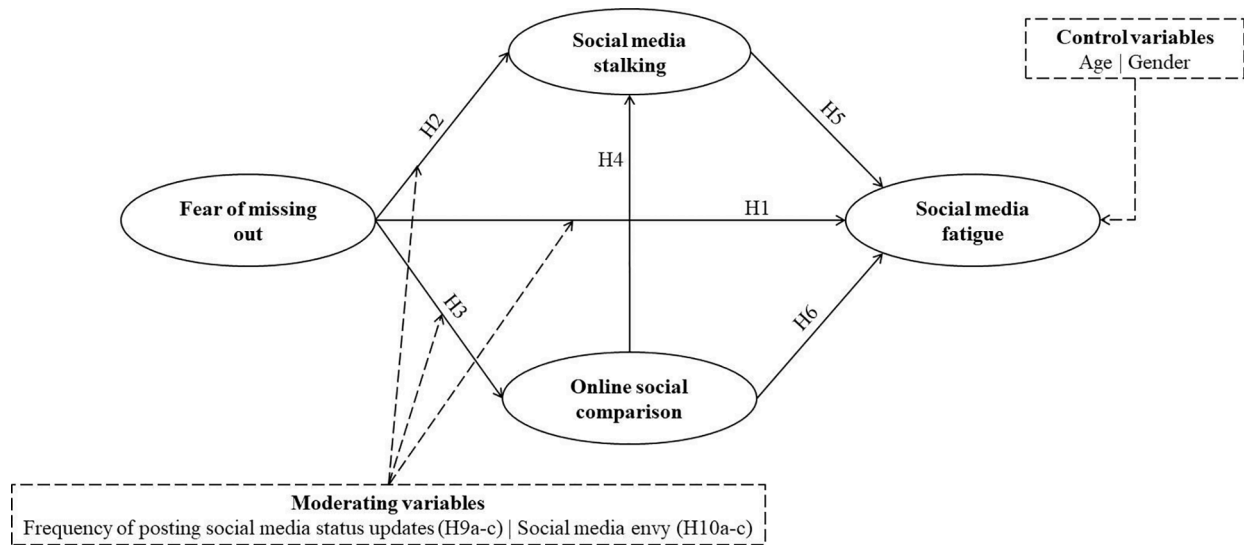 Social media
stalking
Control variables
Age | Gender
H2
H5
H4
Fear of missing
out
H1
Social media
fatigue
H3
H6
Online social
comparison
Moderating variables
Frequency of posting social media status updates (H9a-c) | Social media envy (H10a-c)